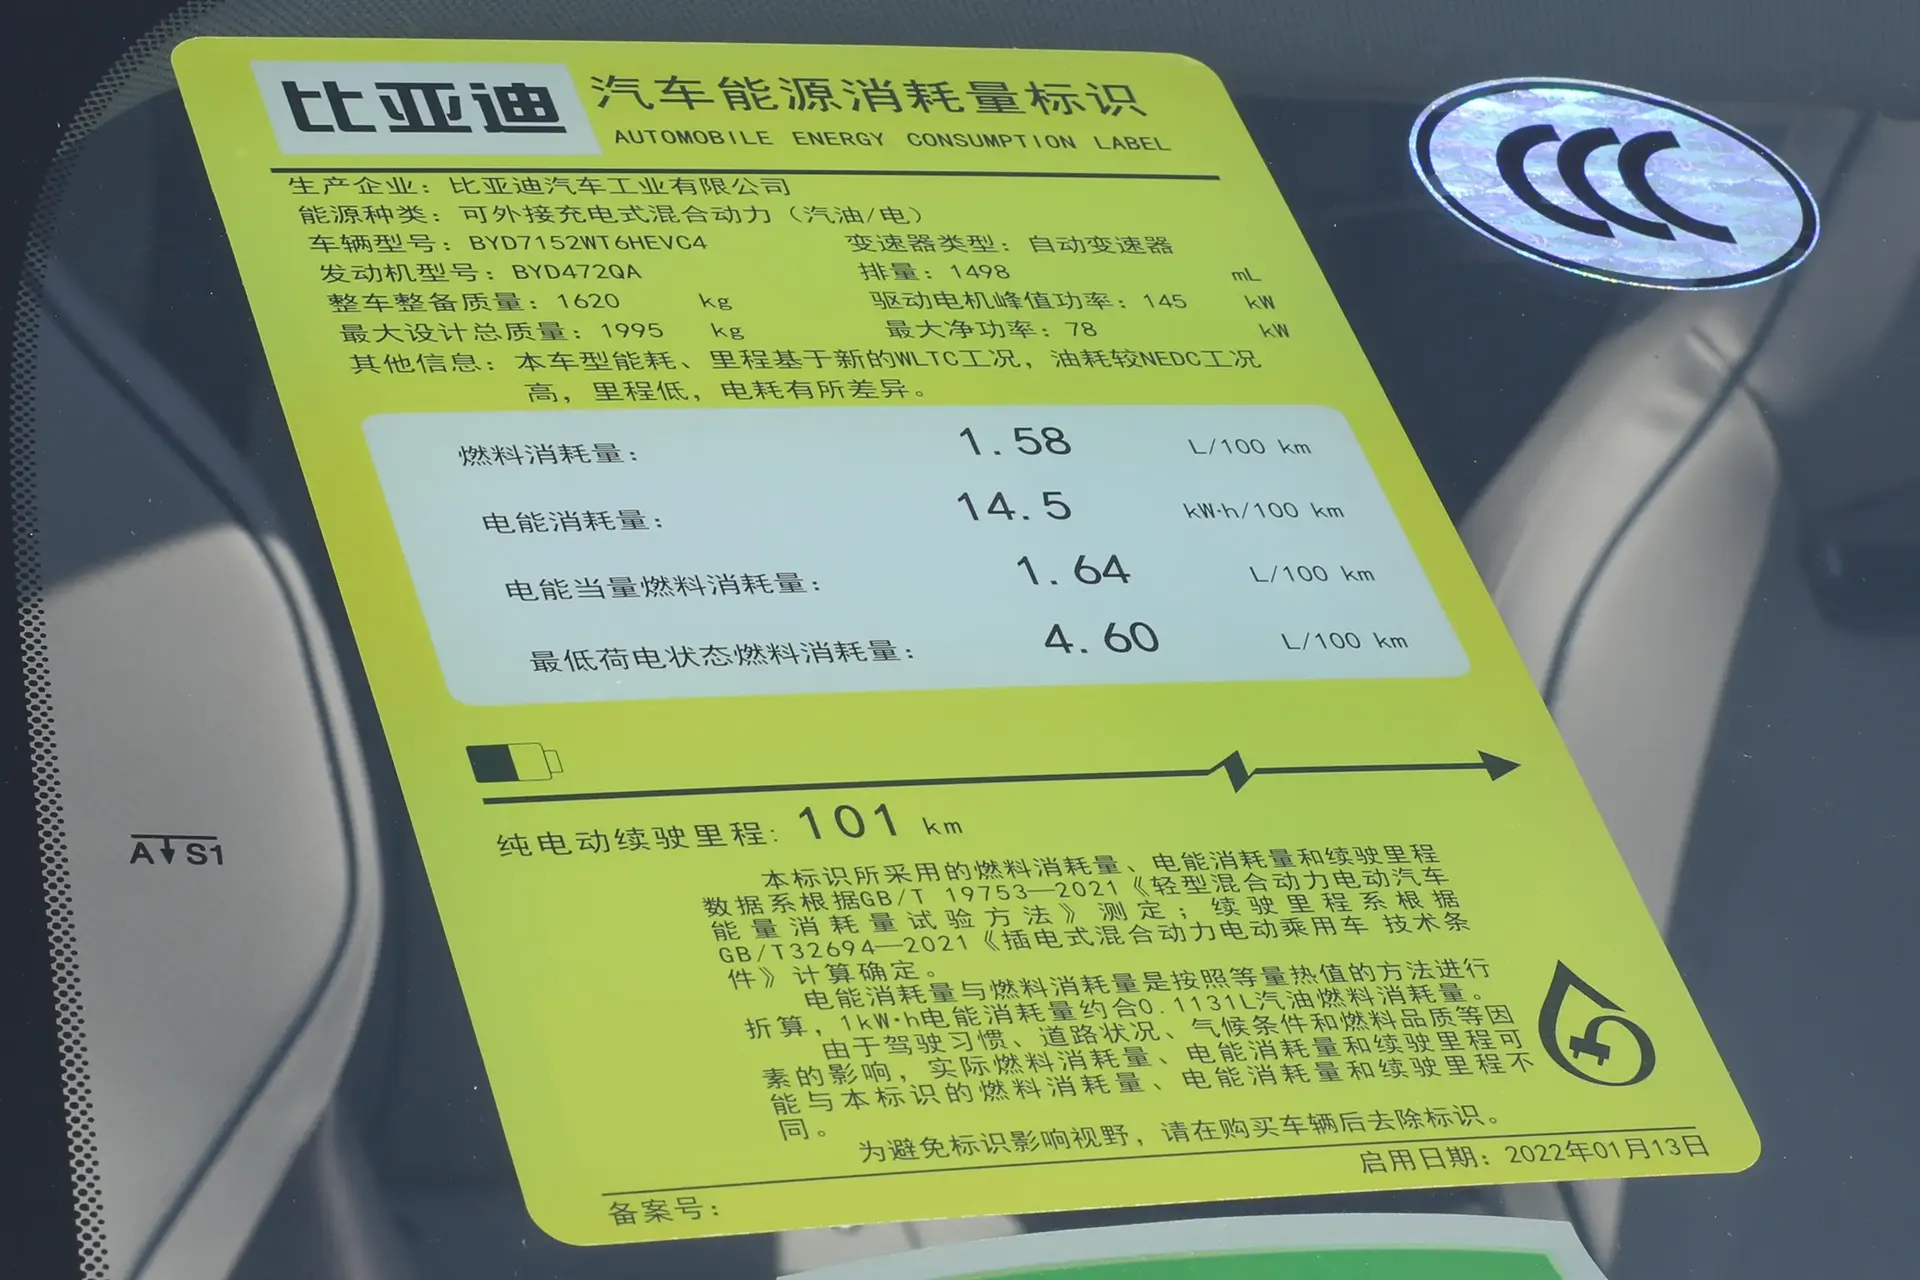 比亚迪 汽车能源消耗量标识
AUTOMOBILE ENERGY CONSUMPTION LABEL
生产企业：比亚迪汽车工业有限公司
能源种类：可外接充电式混合动力（汽油/电）
车辆型号：BYD7152WT6HEVC4 变速器类型：自动变速器
发动机型号：BYD472QA 排量：1498 mL
整车整备质量：1620 kg 驱动电机峰值功率：145 kW
最大设计总质量：1995 kg 最大净功率：78 kW
其他信息：本车型能耗、里程基于新的WLTC工况，油耗较NEDC工况
高，里程低，电耗有所差异。
燃料消耗量： 1.58 L/100 km
电能消耗量： 14.5 kW·h/100 km
电能当量燃料消耗量： 1.64 L/100 km
最低荷电状态燃料消耗量： 4.60 L/100 km
纯电动续驶里程：101 km
本标识所采用的燃料消耗量、电能消耗量和续驶里程
数据系根据GB/T 19753—2021《轻型混合动力电动汽车
能量消耗量试验方法》测定；续驶里程系根据
GB/T32694—2021《插电式混合动力电动乘用车 技术条
件》计算确定。
电能消耗量与燃料消耗量是按照等量热值的方法进行
折算，1kW·h电能消耗量约合0.1131L汽油燃料消耗量。
由于驾驶习惯、道路状况、气候条件和燃料品质等因
素的影响，实际燃料消耗量、电能消耗量和续驶里程可
能与本标识的燃料消耗量、电能消耗量和续驶里程不
同。
为避免标识影响视野，请在购买车辆后去除标识。
启用日期：2022年01月13日
备案号：
CCC
A S1